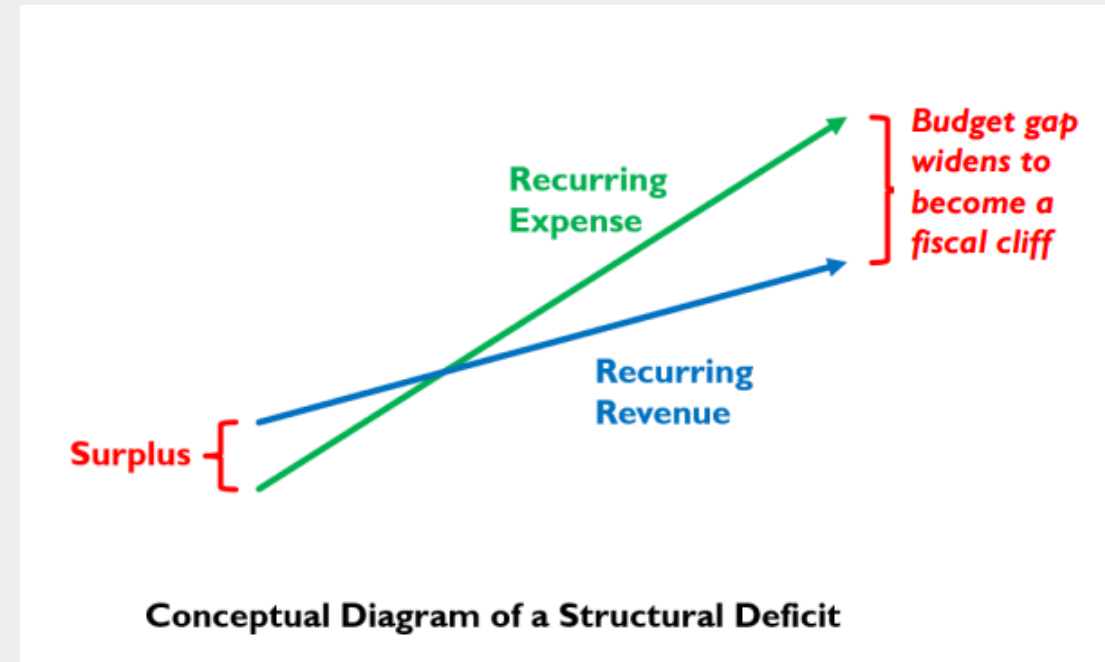 Budget gap
widens to
become a
fiscal cliff
Recurring
Expense
Recurring
Revenue
Surplus
Conceptual Diagram of a Structural Deficit